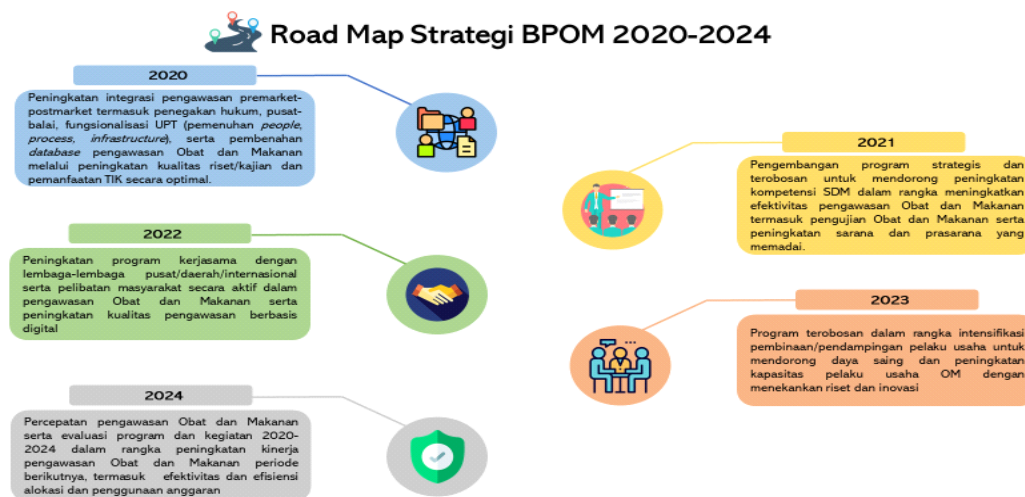 Road Map Strategi BPOM 2020-2024
2020
Peningkatan integrasi pengawasan premarket-
postmarket termasuk penegakan hukum, pusat-
balai, fungsionalisasi UPT (pemenuhan people,
process, infrastructure), serta pembenahan
database pengawasan Obat dan Makanan
melalui peningkatan kualitas riset/kajian dan
pemanfaatan TIK secara optimal.
2021
Pengembangan program strategis dan
terobosan untuk mendorong peningkatan
kompetensi SDM dalam rangka meningkatkan
efektivitas pengawasan Obat dan Makanan
termasuk pengujian Obat dan Makanan serta
peningkatan sarana dan prasarana yang
memadai.
2022
Peningkatan program kerjasama dengan
lembaga-lembaga pusat/daerah/internasional
serta pelibatan masyarakat secara aktif dalam
pengawasan Obat dan Makanan serta
peningkatan kualitas pengawasan berbasis
digital
2023
Program terobosan dalam rangka intensifikasi
pembinaan/pendampingan pelaku usaha untuk
mendorong daya saing dan peningkatan
kapasitas pelaku usaha OM dengan
menekankan riset dan inovasi
2024
Percepatan pengawasan Obat dan Makanan
serta evaluasi program dan kegiatan 2020-
2024 dalam rangka peningkatan kinerja
pengawasan Obat dan Makanan periode
berikutnya, termasuk efektivitas dan efisiensi
alokasi dan penggunaan anggaran